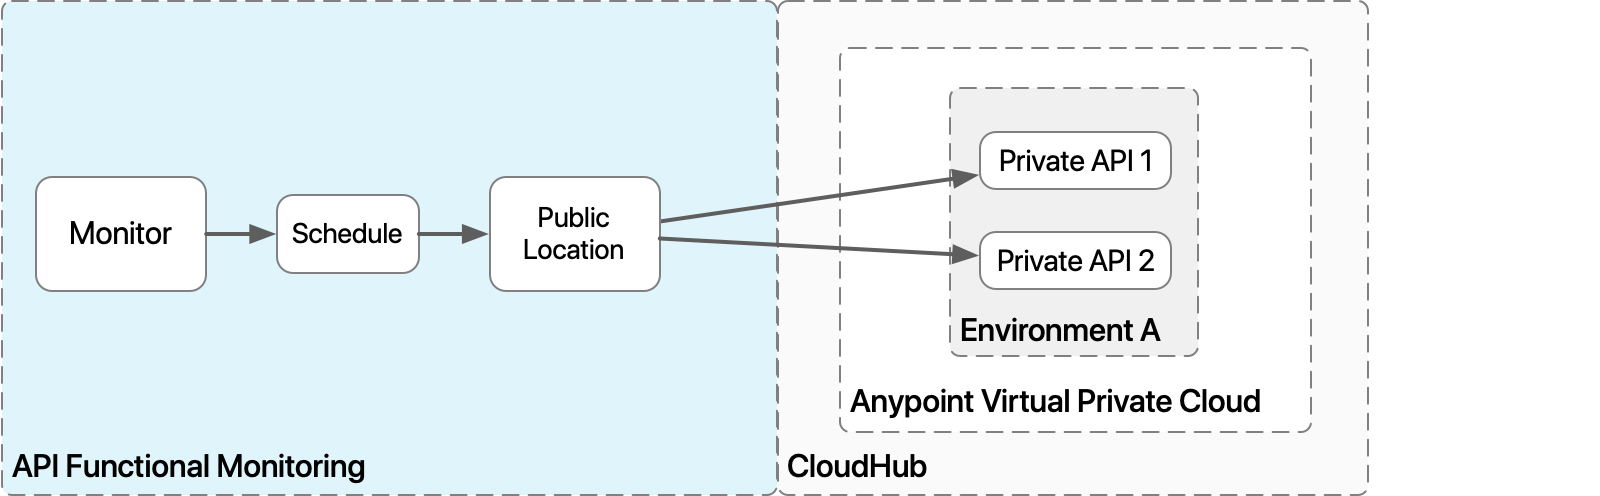 Monitor
Schedule
Public
Location
Private API 1
Private API 2
Environment A
Anypoint Virtual Private Cloud
API Functional Monitoring
CloudHub